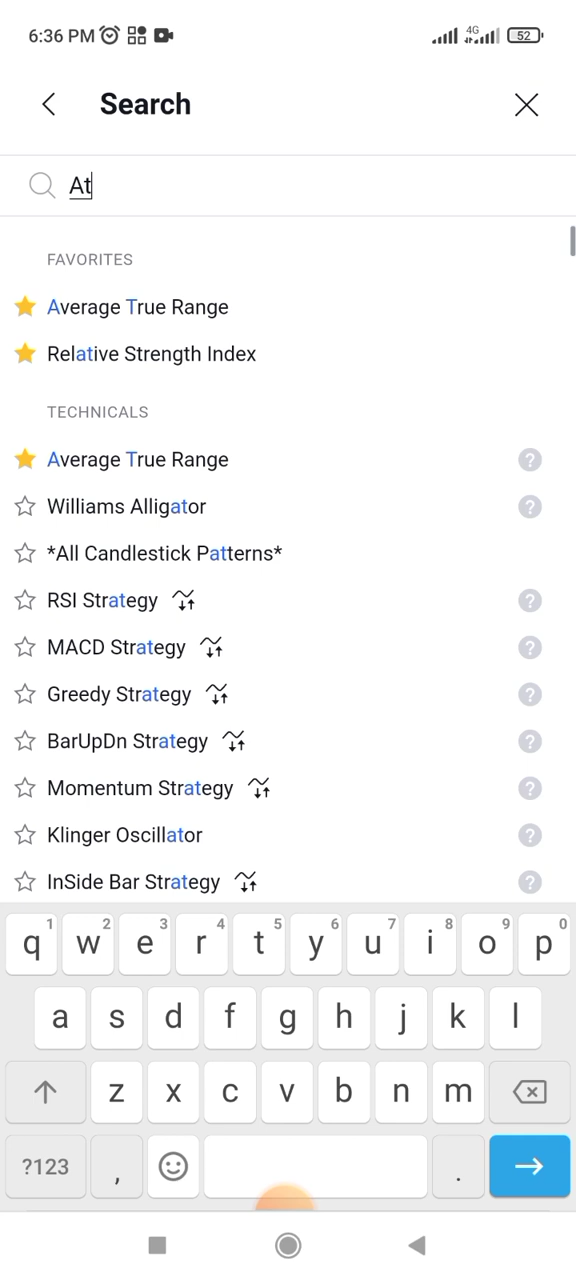 6:36 PM 4G 52
Search
At
FAVORITES
Average True Range
Relative Strength Index
TECHNICALS
Average True Range ?
Williams Alligator ?
*All Candlestick Patterns*
RSI Strategy ?
MACD Strategy ?
Greedy Strategy ?
BarUpDn Strategy ?
Momentum Strategy ?
Klinger Oscillator ?
InSide Bar Strategy ?
1 2 3 4 5 6 7 8 9 0
q w e r t y u i o p
a s d f g h j k l
z x c v b n m
?123 , .